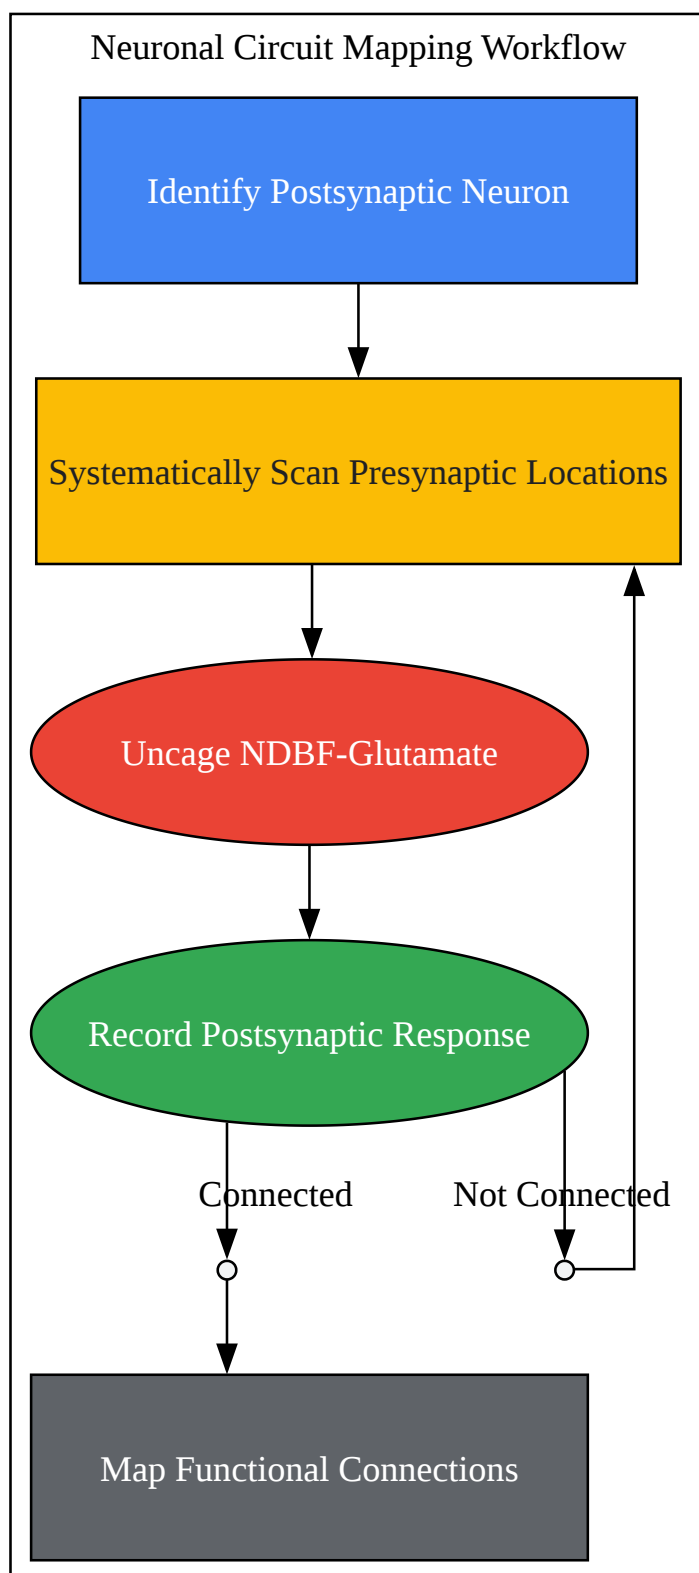 Neuronal Circuit Mapping Workflow
Identify Postsynaptic Neuron
Systematically Scan Presynaptic Locations
Uncage NDBF-Glutamate
Record Postsynaptic Response
Connected
Not Connected
Map Functional Connections